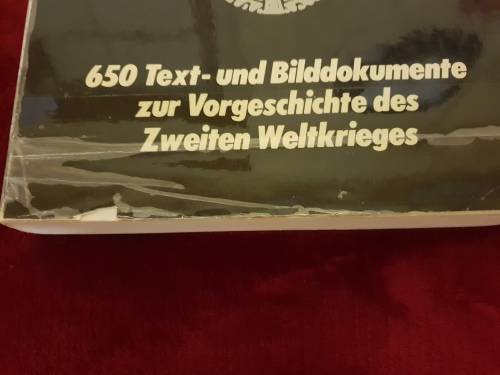 650 Text- und Bilddokumente
zur Vorgeschichte des
Zweiten Weltkrieges